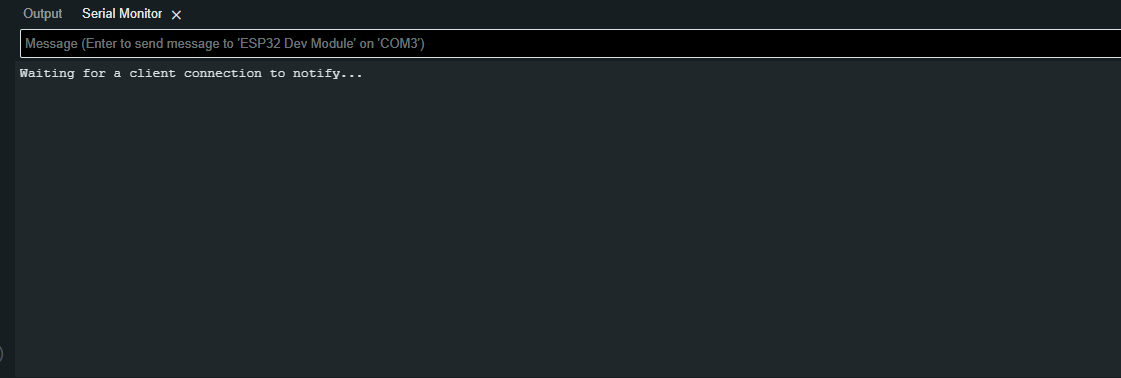 Output Serial Monitor
Message (Enter to send message to 'ESP32 Dev Module' on 'COM3')
Waiting for a client connection to notify...